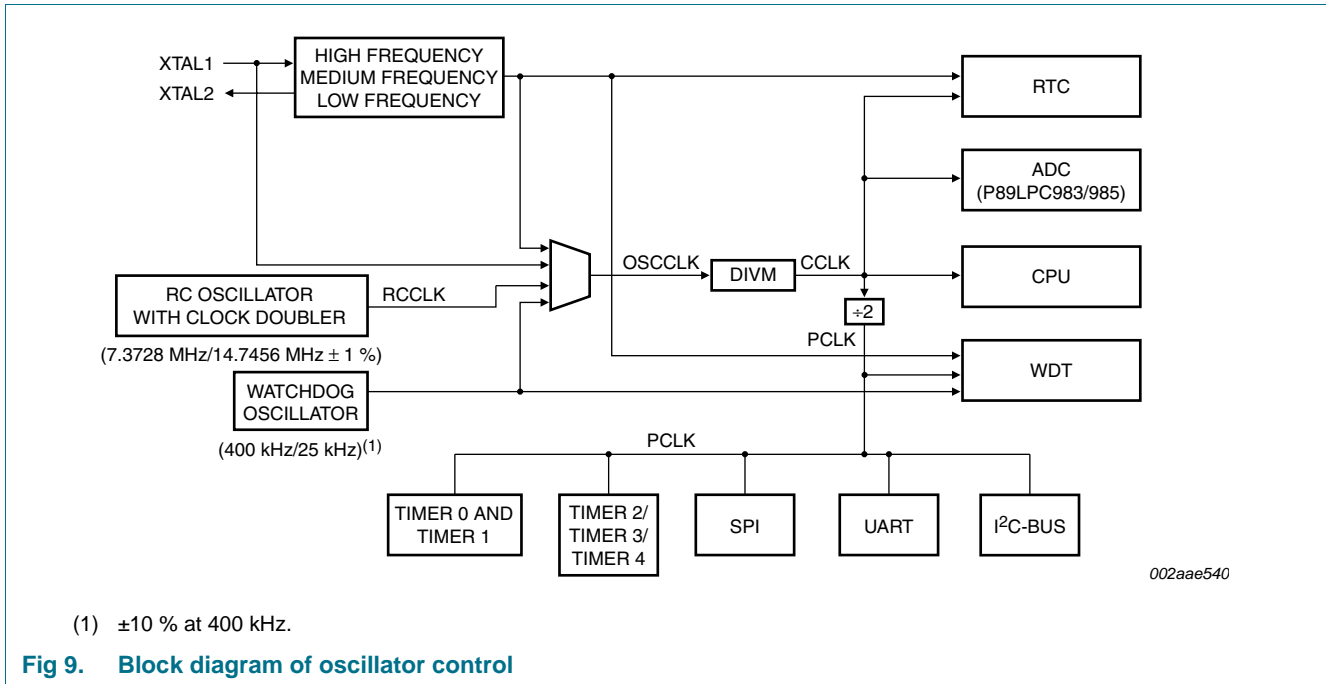 XTAL1
XTAL2
HIGH FREQUENCY
MEDIUM FREQUENCY
LOW FREQUENCY
RTC
ADC
(P89LPC983/985)
OSCCLK
DIVM
CCLK
CPU
RC OSCILLATOR
WITH CLOCK DOUBLER
RCCLK
÷2
(7.3728 MHz/14.7456 MHz ± 1 %)
PCLK
WDT
WATCHDOG
OSCILLATOR
(400 kHz/25 kHz)(1)
PCLK
TIMER 0 AND
TIMER 1
TIMER 2/
TIMER 3/
TIMER 4
SPI
UART
I²C-BUS
002aae540
(1) ±10 % at 400 kHz.
Fig 9. Block diagram of oscillator control